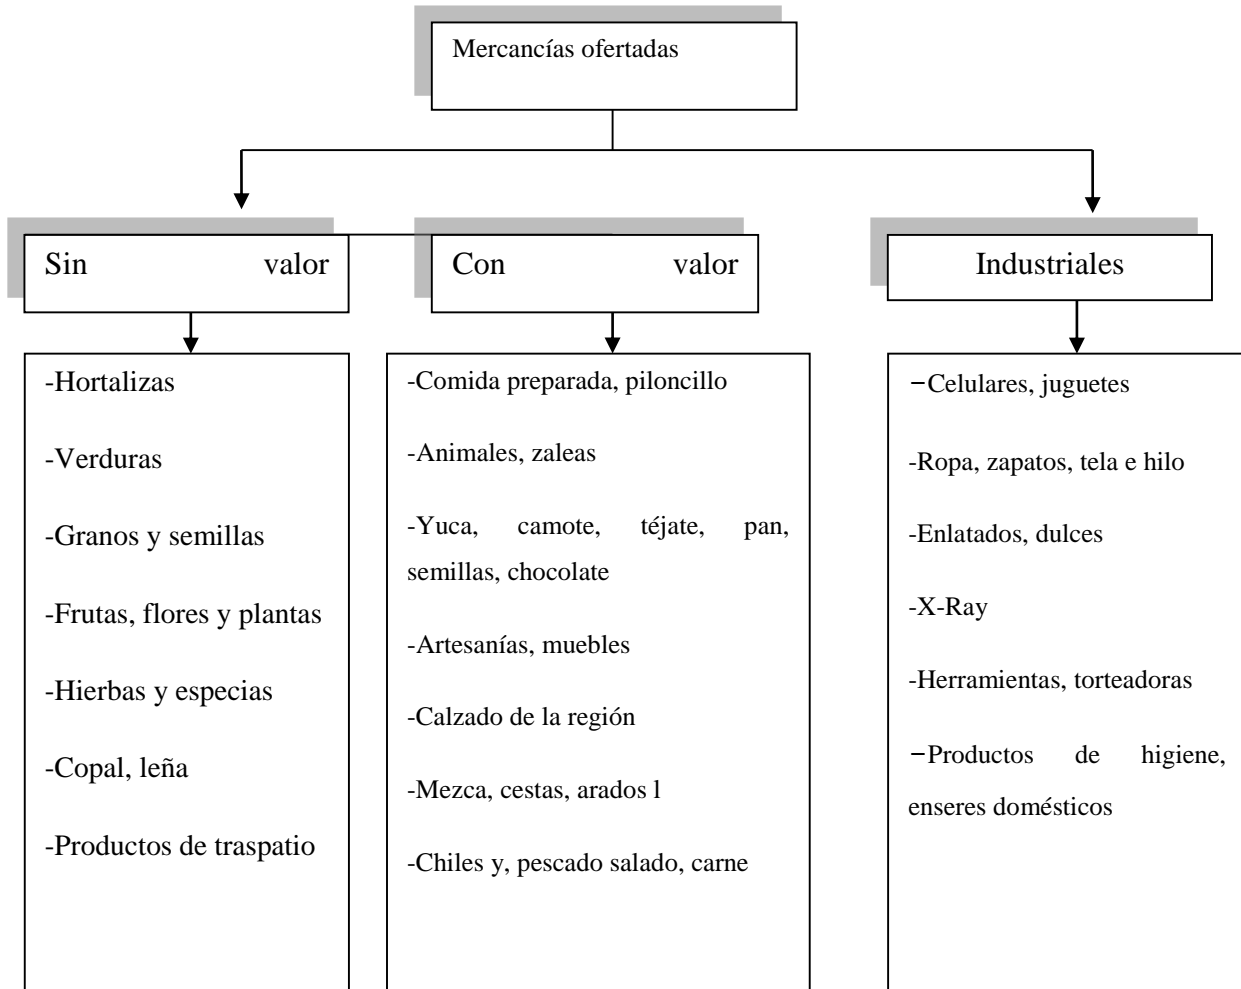 Mercancías ofertadas
Sin valor
Con valor
Industriales
-Hortalizas
-Verduras
-Granos y semillas
-Frutas, flores y plantas
-Hierbas y especias
-Copal, leña
-Productos de traspatio
-Comida preparada, piloncillo
-Animales, zaleas
-Yuca, camote, téjate, pan,
semillas, chocolate
-Artesanías, muebles
-Calzado de la región
-Mezca, cestas, arados l
-Chiles y, pescado salado, carne
-Celulares, juguetes
-Ropa, zapatos, tela e hilo
-Enlatados, dulces
-X-Ray
-Herramientas, torteadoras
-Productos de higiene,
enseres domésticos